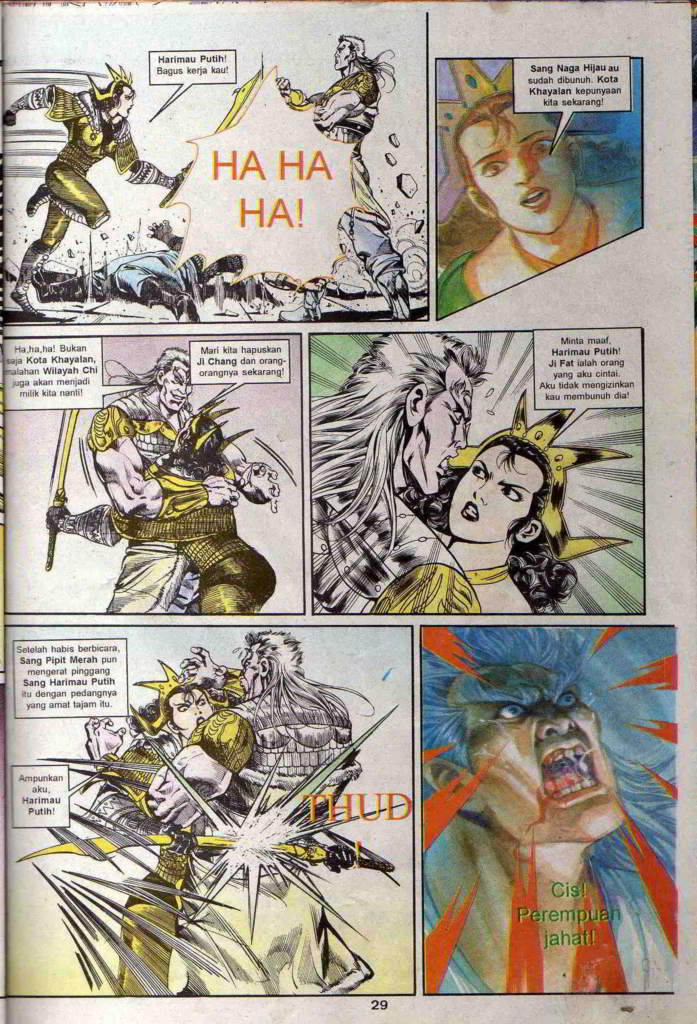 Harimau Putih!
Bagus kerja kau!
HA HA
HA!
Sang Naga Hijau au
sudah dibunuh. Kota
Khayalan kepunyaan
kita sekarang!
Ha,ha,ha! Bukan
saja Kota Khayalan,
malahan Wilayah Chi
juga akan menjadi
milik kita nanti!
Mari kita hapuskan
Ji Chang dan orang-
orangnya sekarang!
Minta maaf,
Harimau Putih!
Ji Fat ialah orang
yang aku cintai.
Aku tidak mengizinkan
kau membunuh dia!
Setelah habis berbicara,
Sang Pipit Merah pun
mengerat pinggang
Sang Harimau Putih
itu dengan pedangnya
yang amat tajam itu.
Ampunkan
aku,
Harimau
Putih!
THUD
!
Cis!
Perempuan
jahat!
29